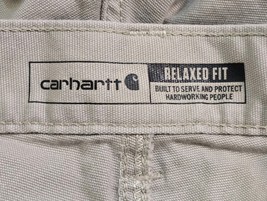 carhartt
RELAXED FIT
BUILT TO SERVE AND PROTECT
HARDWORKING PEOPLE